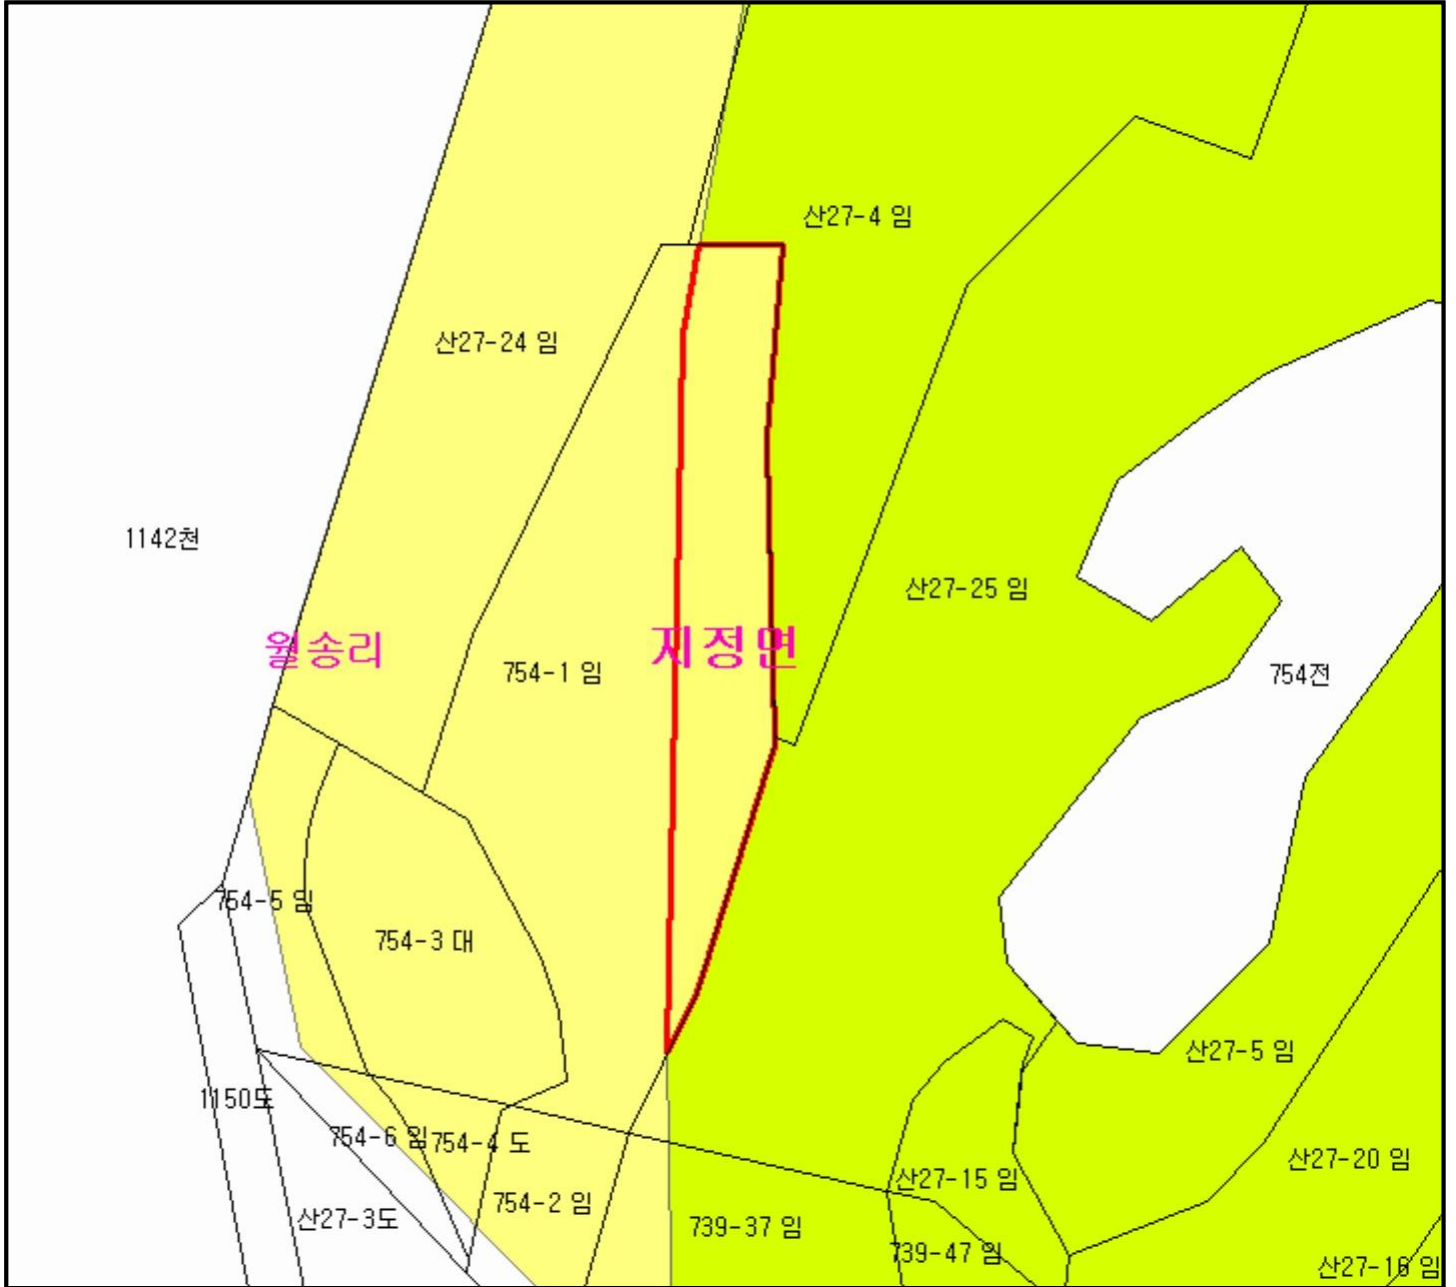 산27-4 임
산27-24 임
1142천
산27-25 임
월송리
지정면
754-1 임
754전
754-5 임
754-3 대
산27-5 임
1150도
754-6 임
754-4 도
산27-20 임
산27-15 임
754-2 임
산27-3도
739-37 임
739-47 임
산27-16 임